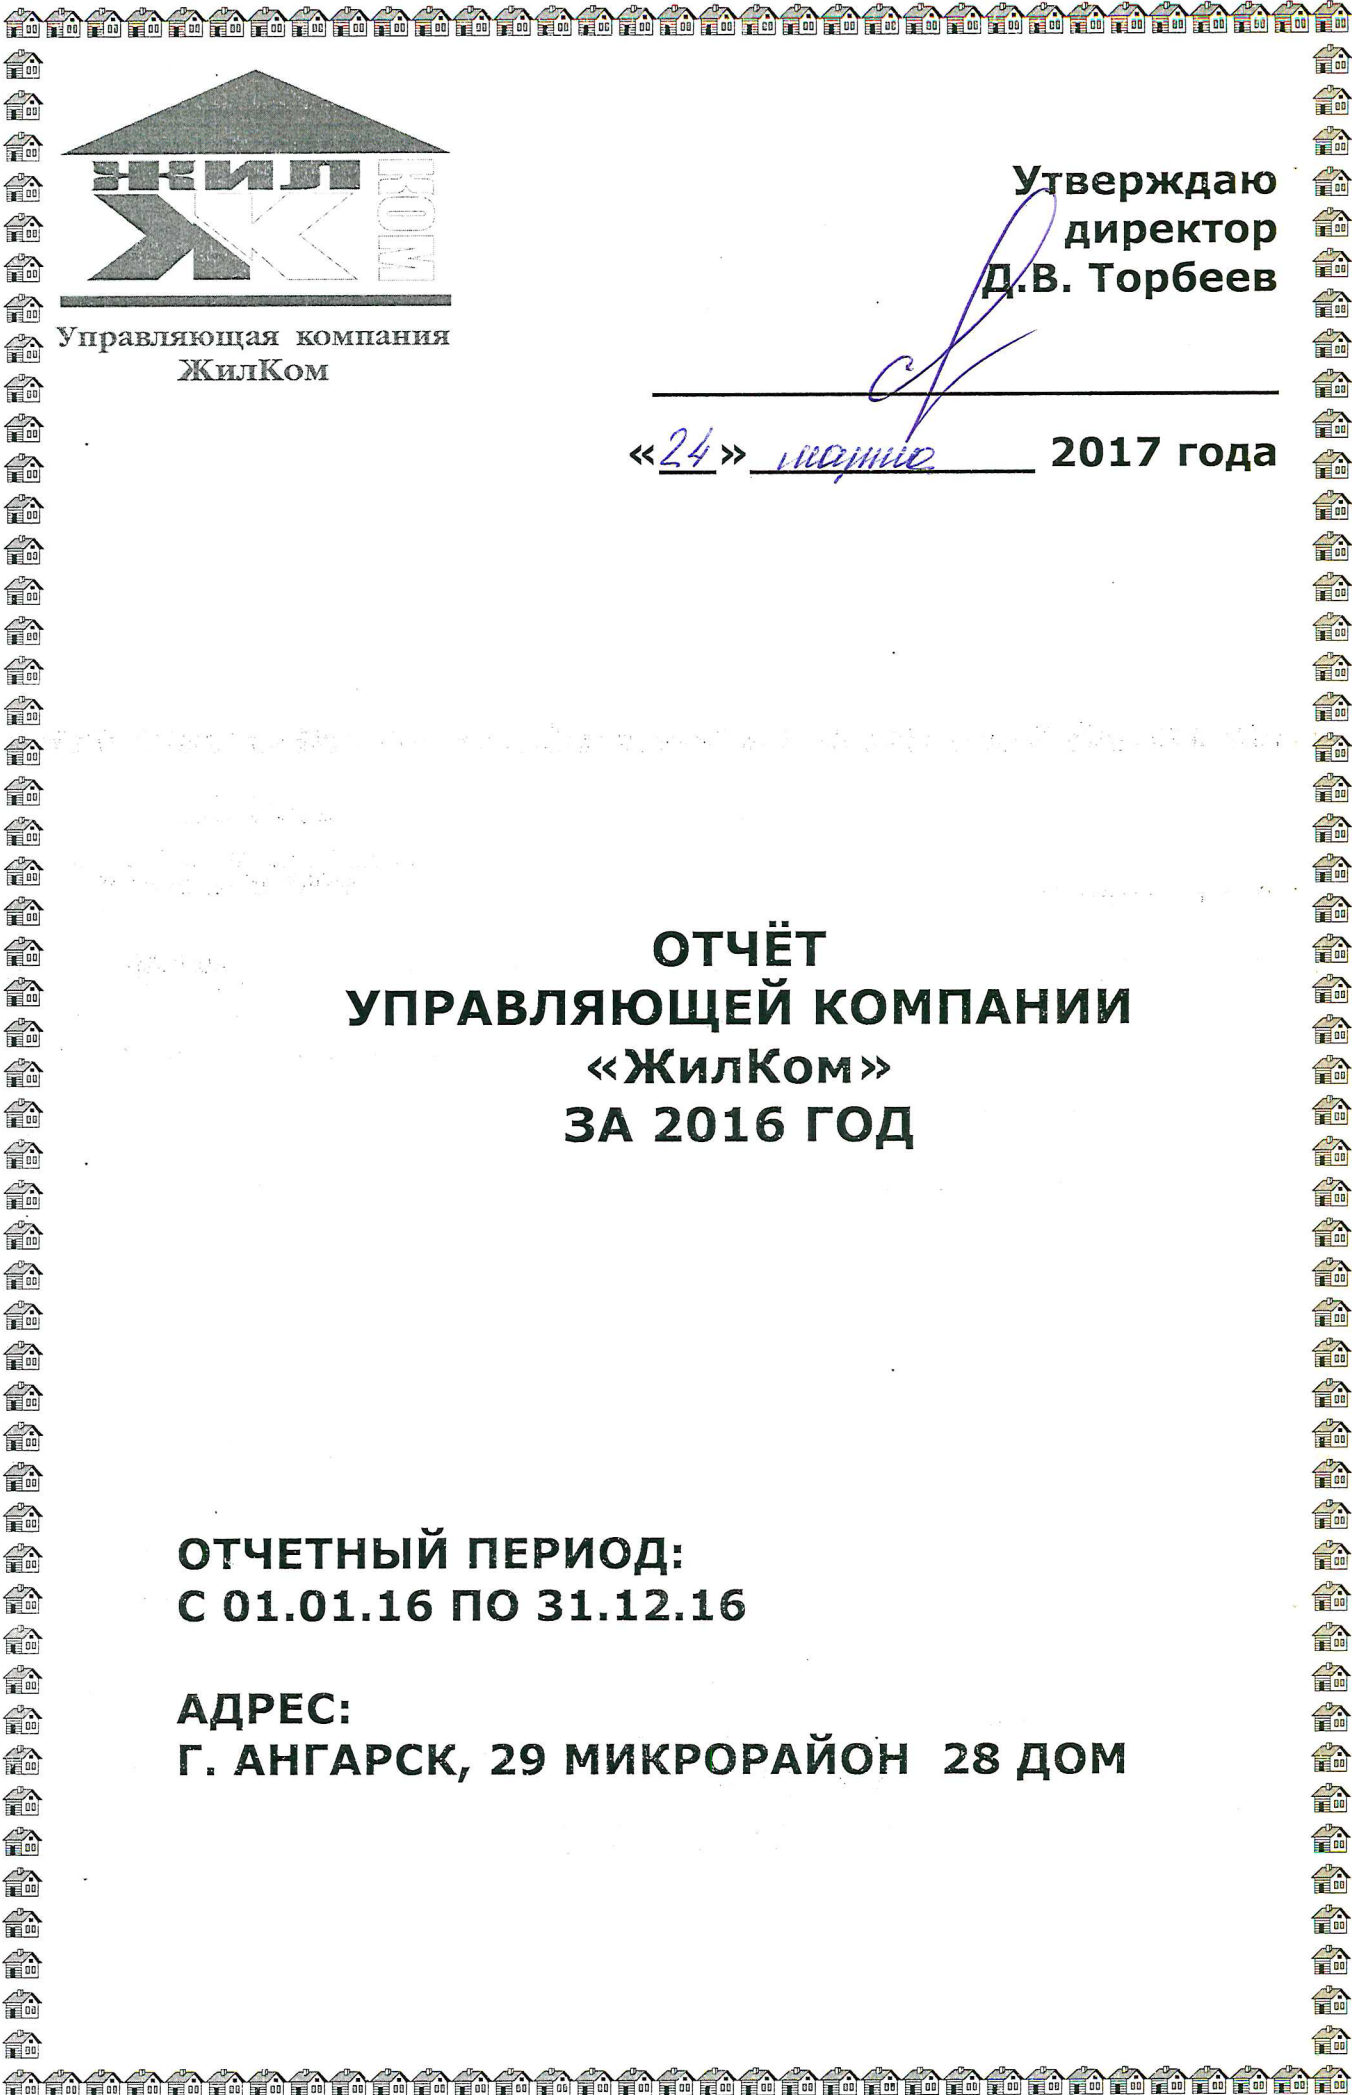 ЖИЛ
КОМ
Управляющая компания
ЖилКом
Утверждаю
директор
Д.В. Торбеев
«24» марта 2017 года
ОТЧЁТ
УПРАВЛЯЮЩЕЙ КОМПАНИИ
«ЖилКом»
ЗА 2016 ГОД
ОТЧЕТНЫЙ ПЕРИОД:
С 01.01.16 ПО 31.12.16
АДРЕС:
Г. АНГАРСК, 29 МИКРОРАЙОН 28 ДОМ